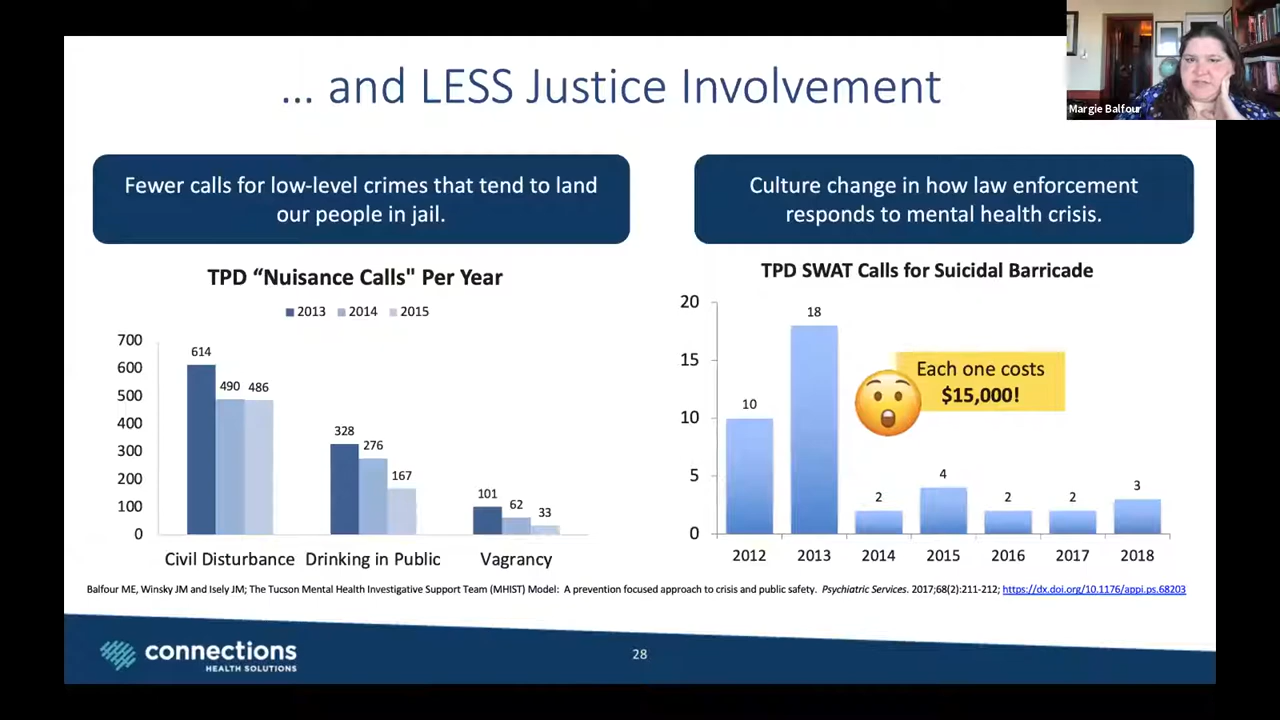 ... and LESS Justice Involvement
Margie Balfour
Fewer calls for low-level crimes that tend to land
our people in jail.
Culture change in how law enforcement
responds to mental health crisis.
TPD “Nuisance Calls" Per Year
2013 2014 2015
700
600
500
400
300
200
100
0
614
490
486
328
276
167
101
62
33
Civil Disturbance Drinking in Public Vagrancy
TPD SWAT Calls for Suicidal Barricade
20
15
10
5
0
10
18
2
4
2
2
3
Each one costs
$15,000!
2012 2013 2014 2015 2016 2017 2018
Balfour ME, Winsky JM and Isely JM; The Tucson Mental Health Investigative Support Team (MHIST) Model: A prevention focused approach to crisis and public safety. Psychiatric Services. 2017;68(2):211-212; https://dx.doi.org/10.1176/appi.ps.68203
connections
HEALTH SOLUTIONS
28